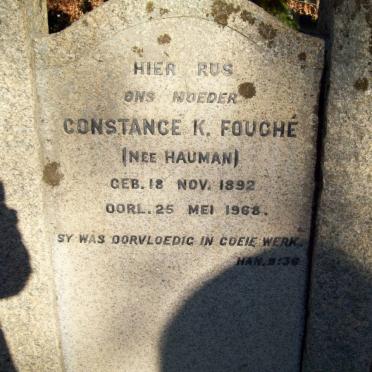 HIER RUS
ONS MOEDER
CONSTANCE K. FOUCHÉ
(NEE HAUMAN)
GEB. 18 NOV. 1892
OORL. 25 MEI 1968.
SY WAS OORVLOEDIG IN GOEIE WERK.
HAN. 9:36